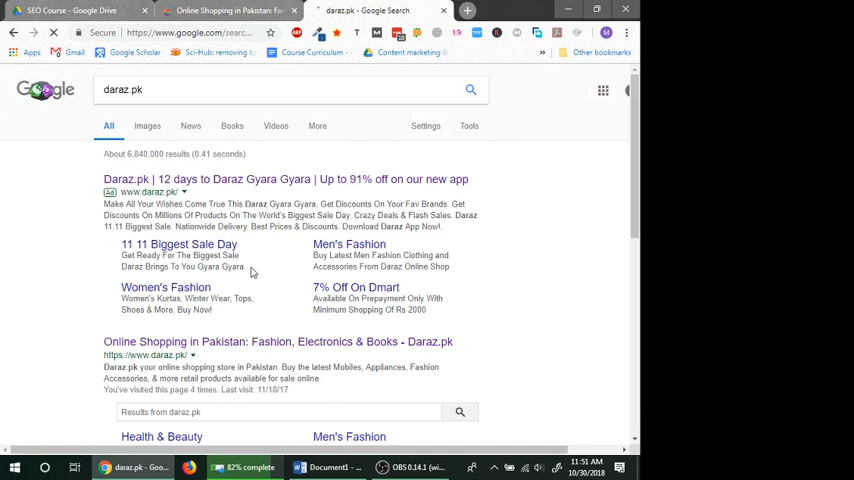 SEO Course - Google Drive
Online Shopping in Pakistan: Fa
daraz.pk - Google Search
Secure
https://www.google.com/searc...
M
Apps
Gmail
Google Scholar
Sci-Hub: removing b
Course Curriculum
Content marketing &
Google
daraz.pk
All
Images
News
Books
Videos
More
Settings
Tools
About 6,840,000 results (0.41 seconds)
Daraz.pk | 12 days to Daraz Gyara Gyara | Up to 91% off on our new app
Ad www.daraz.pk/
Make All Your Wishes Come True This Daraz Gyara Gyara, Get Discounts On Your Fav Brands. Get
Discounts On Millions Of Products On The World's Biggest Sale Day. Crazy Deals & Flash Sales. Daraz
11.11 Biggest Sale. Nationwide Delivery. Best Prices & Discounts. Download Daraz App Now!.
11 11 Biggest Sale Day
Get Ready For The Biggest Sale
Daraz Brings To You Gyara Gyara
Men's Fashion
Buy Latest Men Fashion Clothing and
Accessories From Daraz Online Shop
Women's Fashion
Women's Kurtas, Winter Wear, Tops,
Shoes & More. Buy Now!
7% Off On Dmart
Available On Prepayment Only With
Minimum Shopping Of Rs 2000
Online Shopping in Pakistan: Fashion, Electronics & Books - Daraz.pk
https://www.daraz.pk/
Daraz.pk your online shopping store in Pakistan. Buy the latest Mobiles, Appliances, Fashion
Accessories, & more retail products available for sale online.
You've visited this page 4 times. Last visit: 11/18/17
Results from daraz.pk
Health & Beauty
Men's Fashion
daraz.pk - Goo...
82% complete
Document1 - ...
OBS 0.14.1 (wi...
11:51 AM
10/30/2018